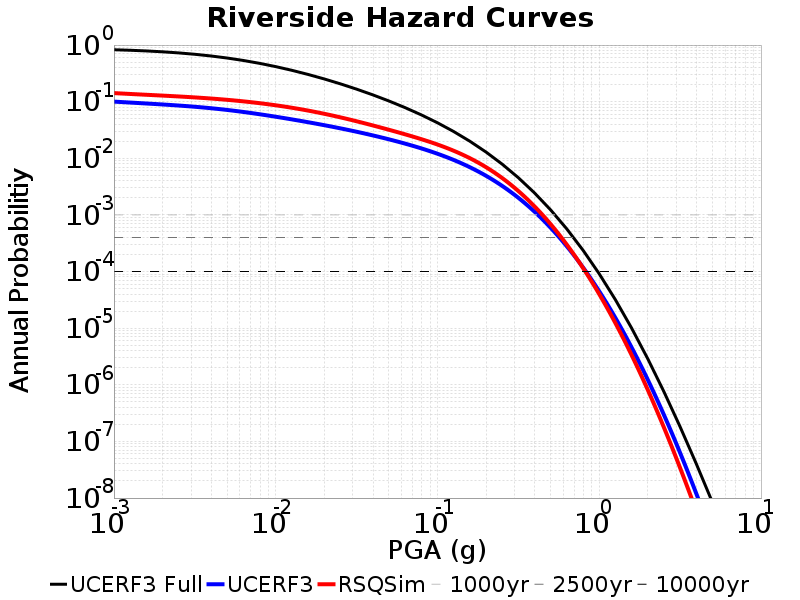 Riverside Hazard Curves
Annual Probabilitiy
10^0
10^-1
10^-2
10^-3
10^-4
10^-5
10^-6
10^-7
10^-8
10^-3 10^-2 10^-1 10^0 10^1
PGA (g)
UCERF3 Full UCERF3 RSQSim 1000yr 2500yr 10000yr